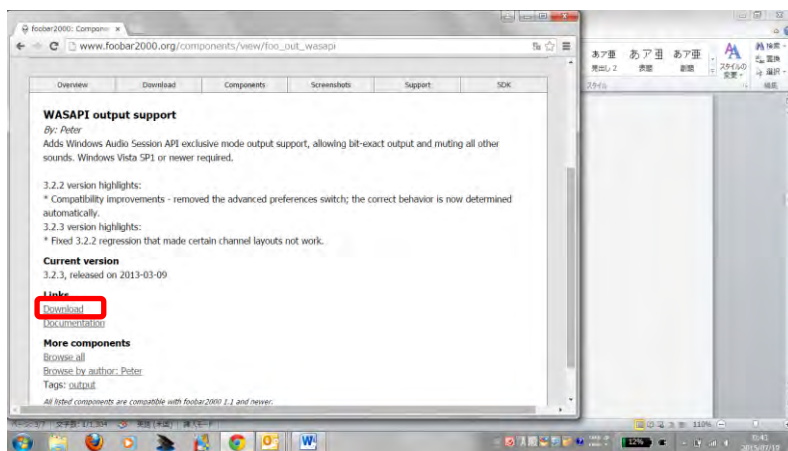 foobar2000: Compone
www.foobar2000.org/components/view/foo_out_wasapi
Overview Download Components Screenshots Support SDK
WASAPI output support
By: Peter
Adds Windows Audio Session API exclusive mode output support, allowing bit-exact output and muting all other
sounds. Windows Vista SP1 or newer required.
3.2.2 version highlights:
* Compatibility improvements - removed the advanced preferences switch; the correct behavior is now determined
automatically.
3.2.3 version highlights:
* Fixed 3.2.2 regression that made certain channel layouts not work.
Current version
3.2.3, released on 2013-03-09
Links
Download
Documentation
More components
Browse all
Browse by author: Peter
Tags: output
All listed components are compatible with foobar2000 1.1 and newer.
あア亜 あア亜 あア亜
見出し 2 表題 副題
スタイルの
変更
検索
置換
選択
スタイル
編集
110%
12%